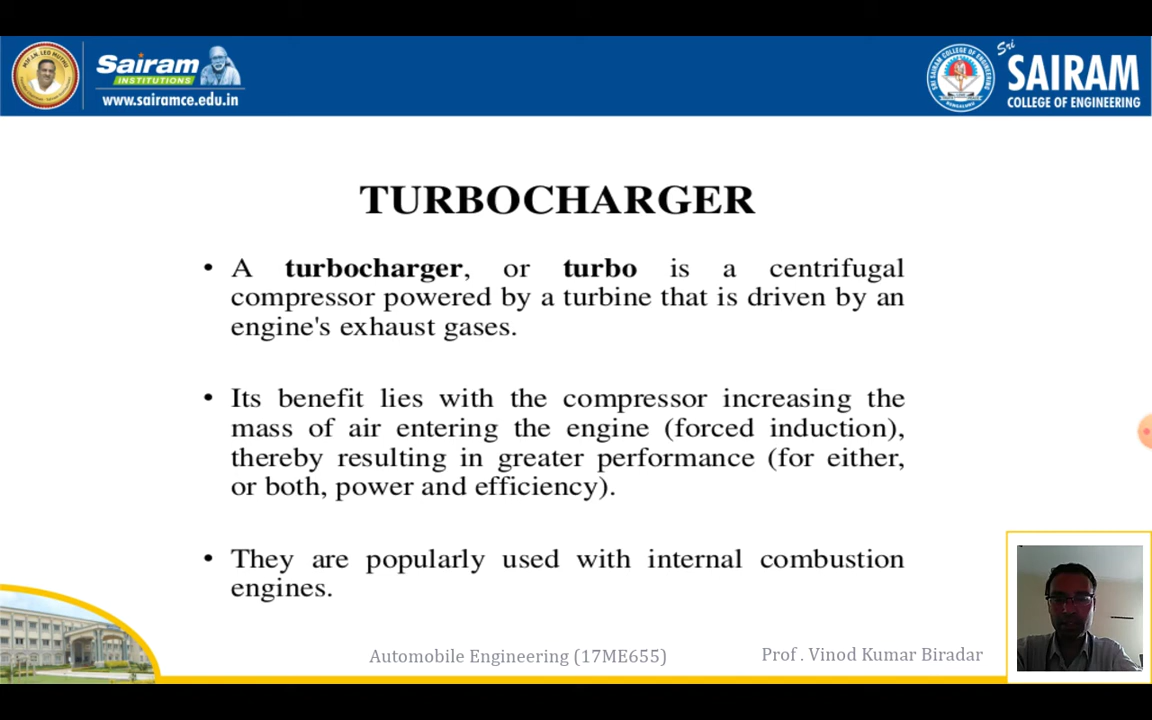 Sairam
INSTITUTIONS
www.sairamce.edu.in
Sri
SAIRAM
COLLEGE OF ENGINEERING
TURBOCHARGER
• A turbocharger, or turbo is a centrifugal
compressor powered by a turbine that is driven by an
engine's exhaust gases.
• Its benefit lies with the compressor increasing the
mass of air entering the engine (forced induction),
thereby resulting in greater performance (for either,
or both, power and efficiency).
• They are popularly used with internal combustion
engines.
Automobile Engineering (17ME655)
Prof . Vinod Kumar Biradar